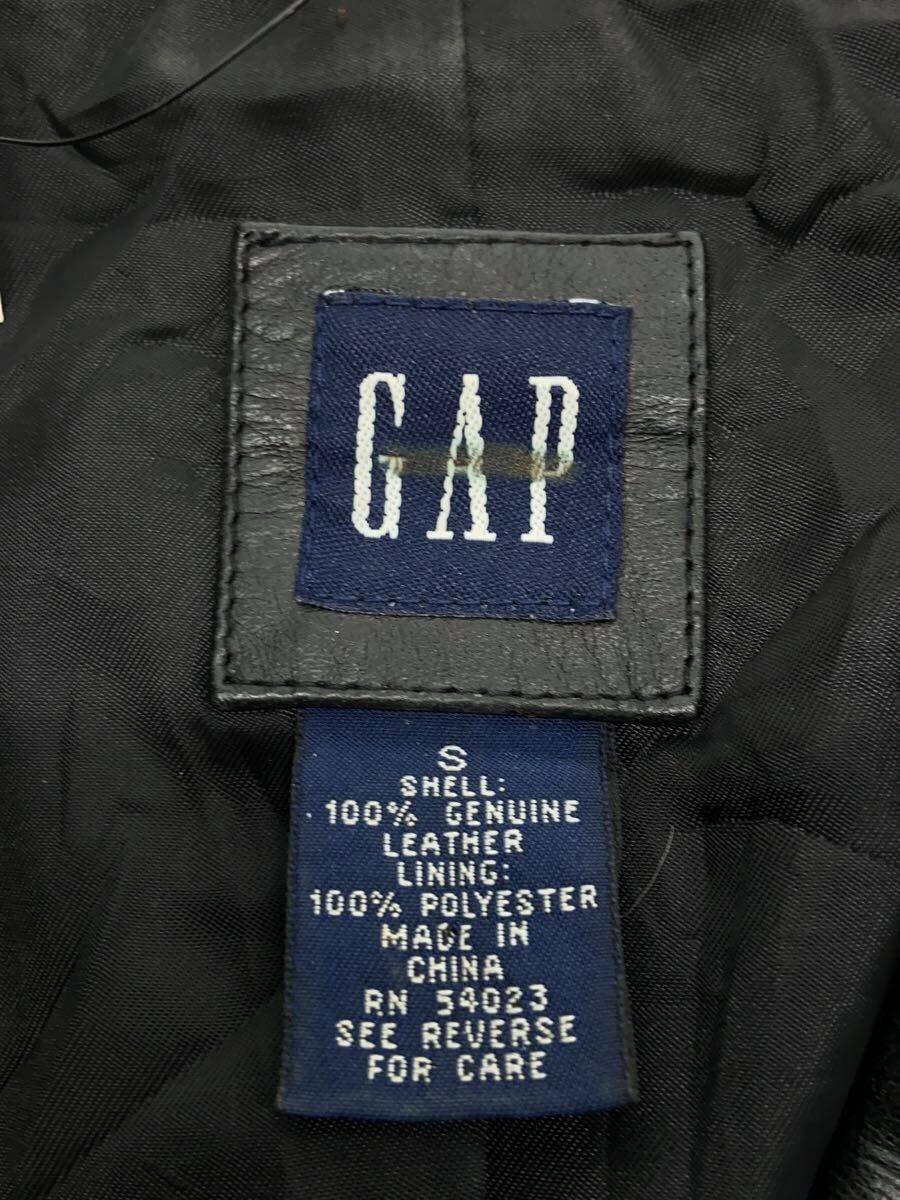 GAP
S
SHELL:
100% GENUINE
LEATHER
LINING:
100% POLYESTER
MADE IN
CHINA
RN 54023
SEE REVERSE
FOR CARE